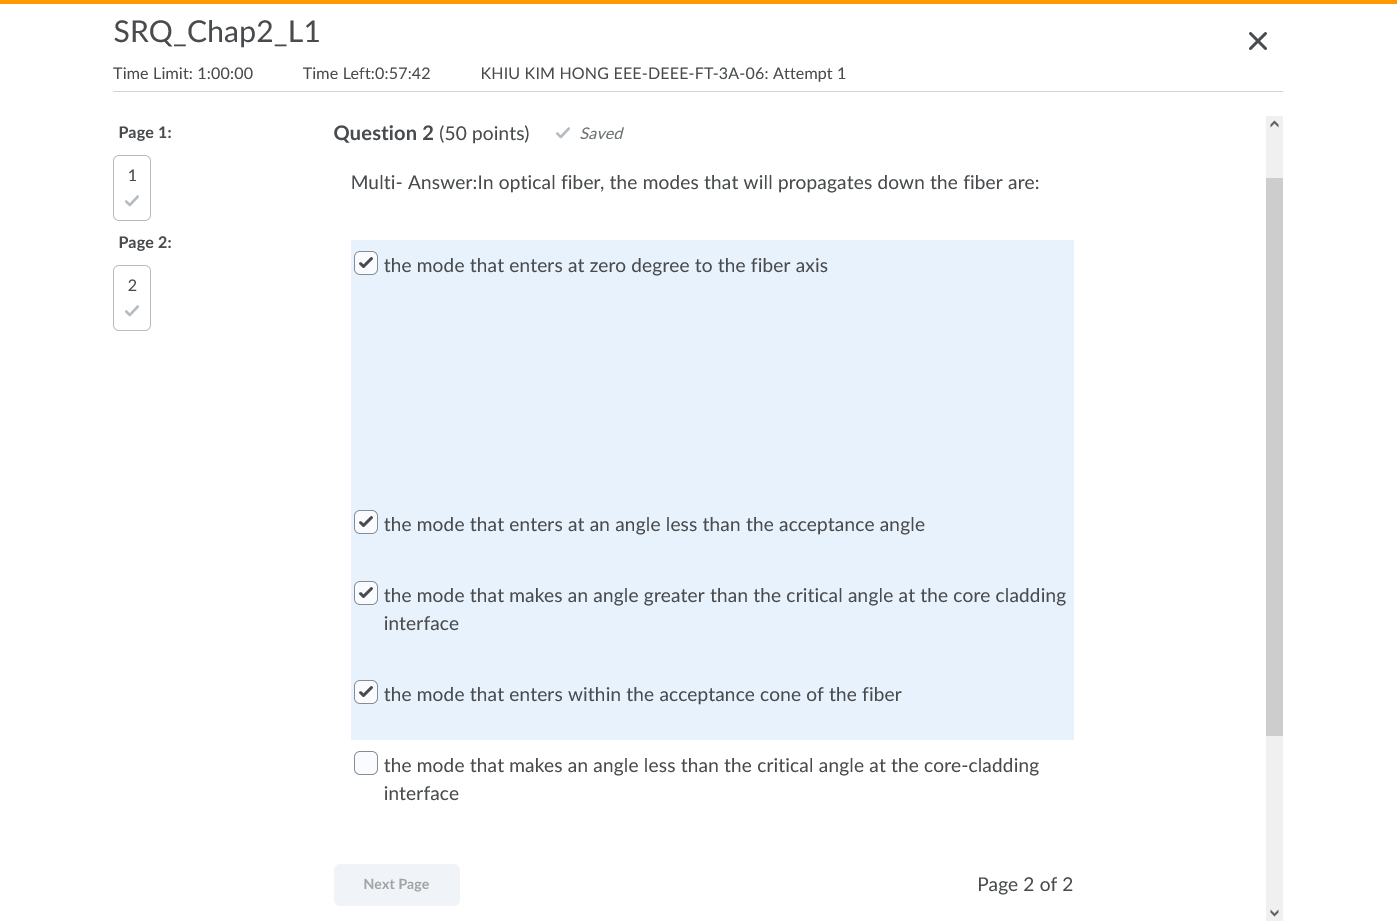 SRQ_Chap2_L1
Time Limit: 1:00:00 Time Left:0:57:42 KHIU KIM HONG EEE-DEEE-FT-3A-06: Attempt 1
Page 1:
1
Page 2:
2
Question 2 (50 points) Saved
Multi- Answer:In optical fiber, the modes that will propagates down the fiber are:
the mode that enters at zero degree to the fiber axis
the mode that enters at an angle less than the acceptance angle
the mode that makes an angle greater than the critical angle at the core cladding
interface
the mode that enters within the acceptance cone of the fiber
the mode that makes an angle less than the critical angle at the core-cladding
interface
Next Page
Page 2 of 2